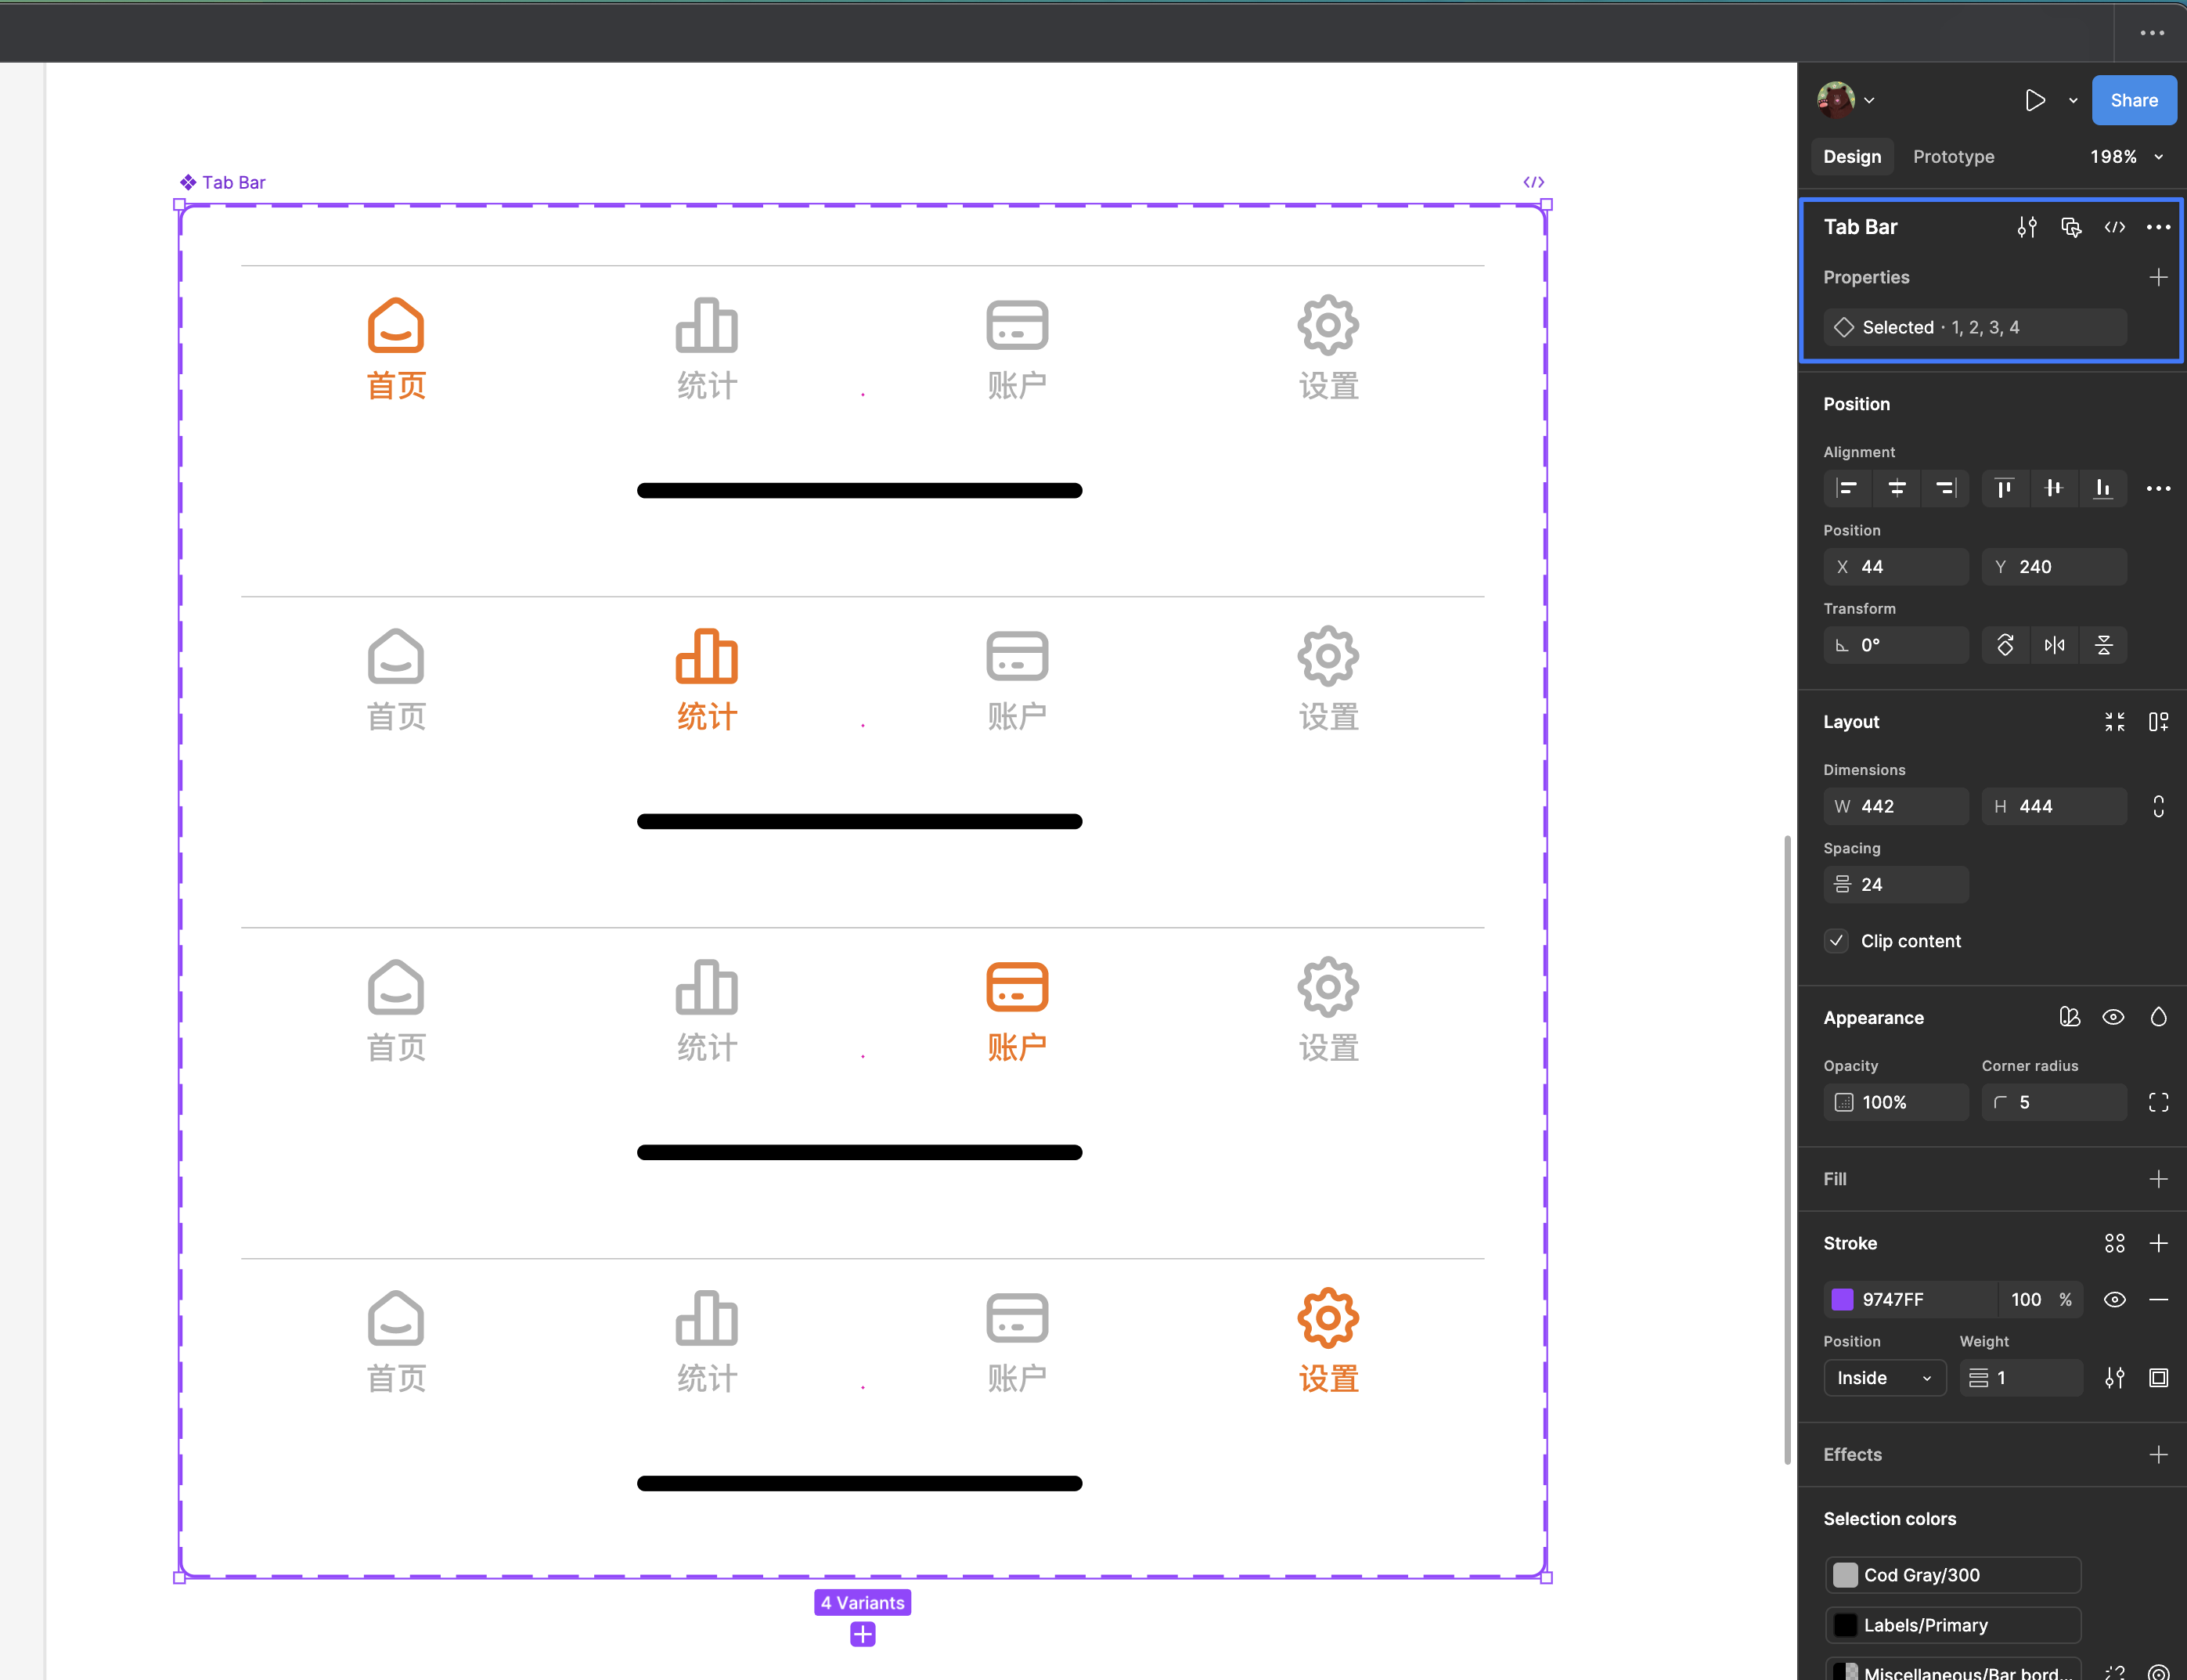 Share
Design Prototype 198%
Tab Bar
Tab Bar
Properties
Selected · 1, 2, 3, 4
首页 统计 账户 设置
首页 统计 账户 设置
首页 统计 账户 设置
首页 统计 账户 设置
4 Variants
Position
Alignment
Position
X 44 Y 240
Transform
0°
Layout
Dimensions
W 442 H 444
Spacing
24
Clip content
Appearance
Opacity Corner radius
100% 5
Fill
Stroke
9747FF 100 %
Position Weight
Inside 1
Effects
Selection colors
Cod Gray/300
Labels/Primary
Miscellaneous/Bar bord...